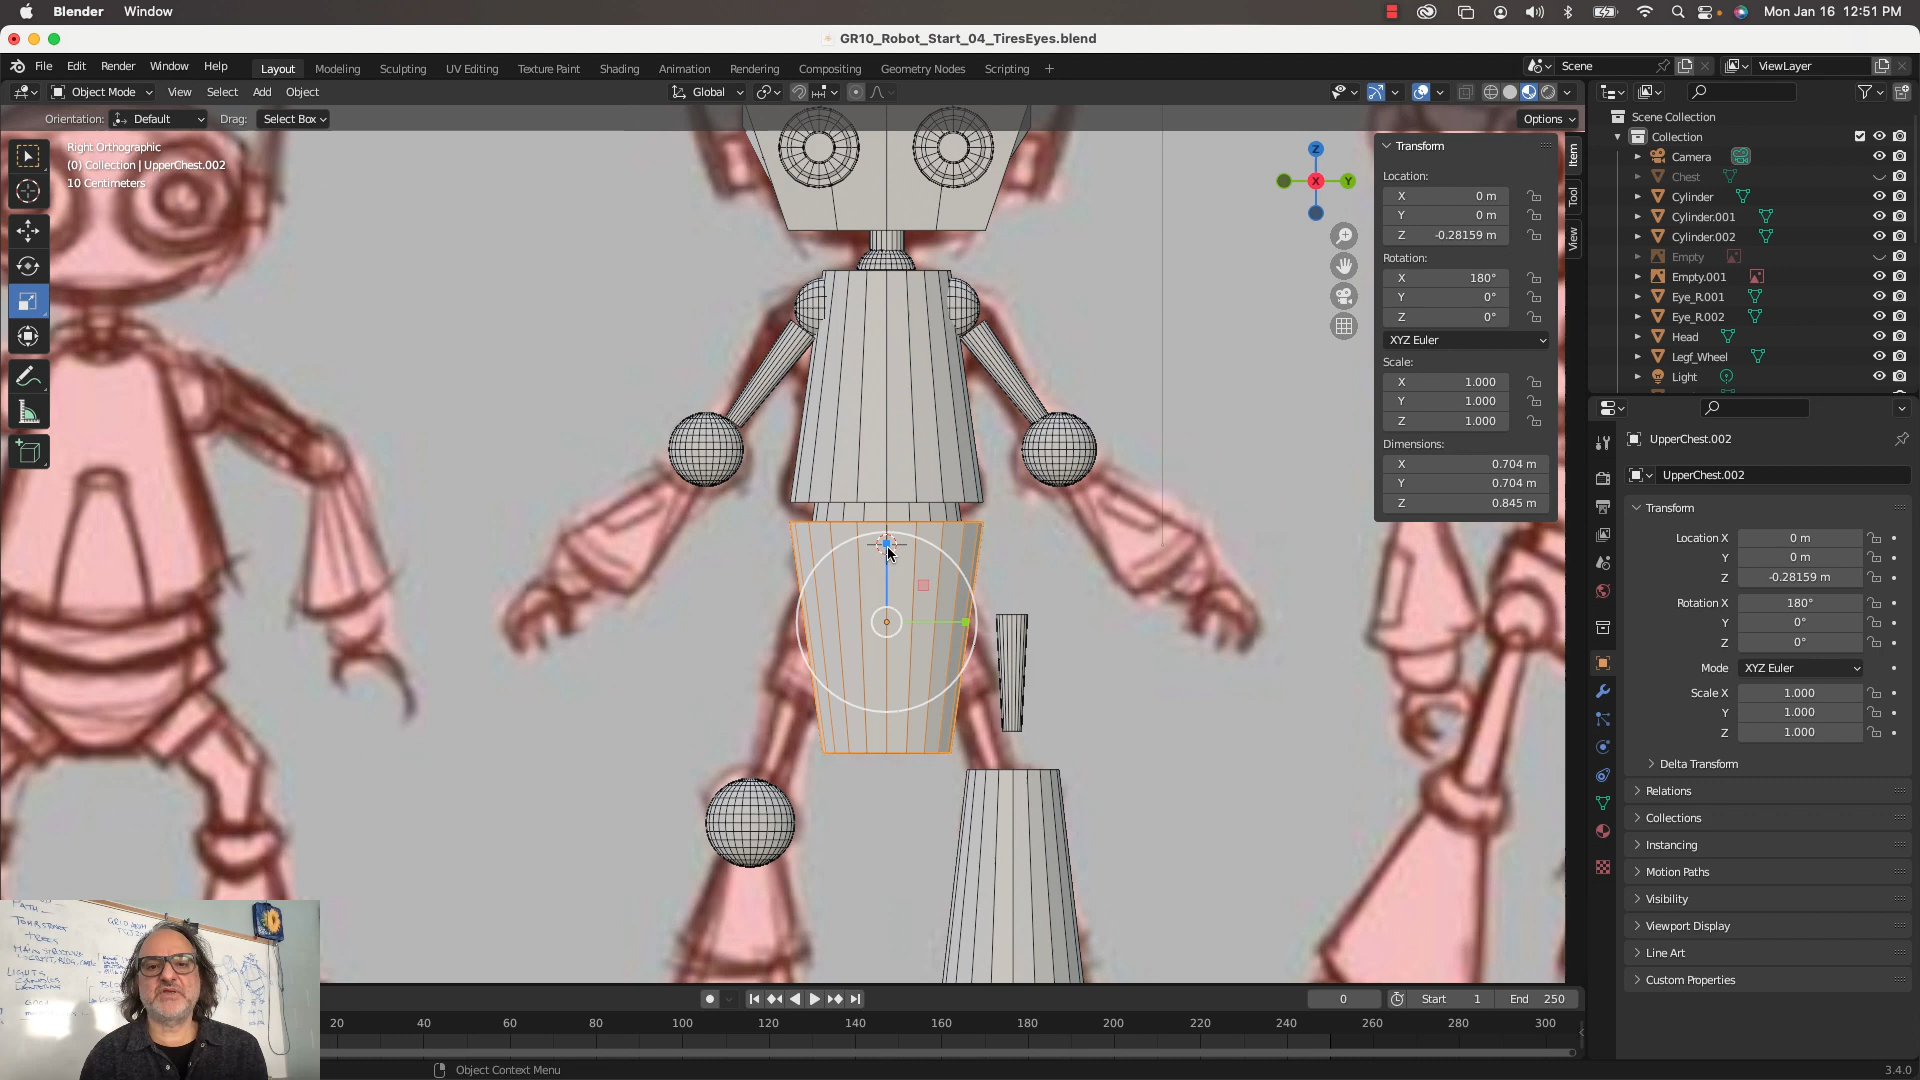 Blender Window
Mon Jan 16 12:51 PM
GR10_Robot_Start_04_TiresEyes.blend
File Edit Render Window Help
Layout Modeling Sculpting UV Editing Texture Paint Shading Animation Rendering Compositing Geometry Nodes Scripting +
Scene
ViewLayer
Object Mode View Select Add Object
Global
Orientation: Default Drag: Select Box
Options
Right Orthographic
(0) Collection | UpperChest.002
10 Centimeters
Z
X
Y
Transform
Location:
X 0 m
Y 0 m
Z -0.28159 m
Rotation:
X 180°
Y 0°
Z 0°
XYZ Euler
Scale:
X 1.000
Y 1.000
Z 1.000
Dimensions:
X 0.704 m
Y 0.704 m
Z 0.845 m
Item
Tool
View
Scene Collection
Collection
Camera
Chest
Cylinder
Cylinder.001
Cylinder.002
Empty
Empty.001
Eye_R.001
Eye_R.002
Head
Legf_Wheel
Light
UpperChest.002
UpperChest.002
Transform
Location X 0 m
Y 0 m
Z -0.28159 m
Rotation X 180°
Y 0°
Z 0°
Mode XYZ Euler
Scale X 1.000
Y 1.000
Z 1.000
Delta Transform
Relations
Collections
Instancing
Motion Paths
Visibility
Viewport Display
Line Art
Custom Properties
0 Start 1 End 250
20 40 60 80 100 120 140 160 180 200 220 240 260 280 300
Object Context Menu
3.4.0